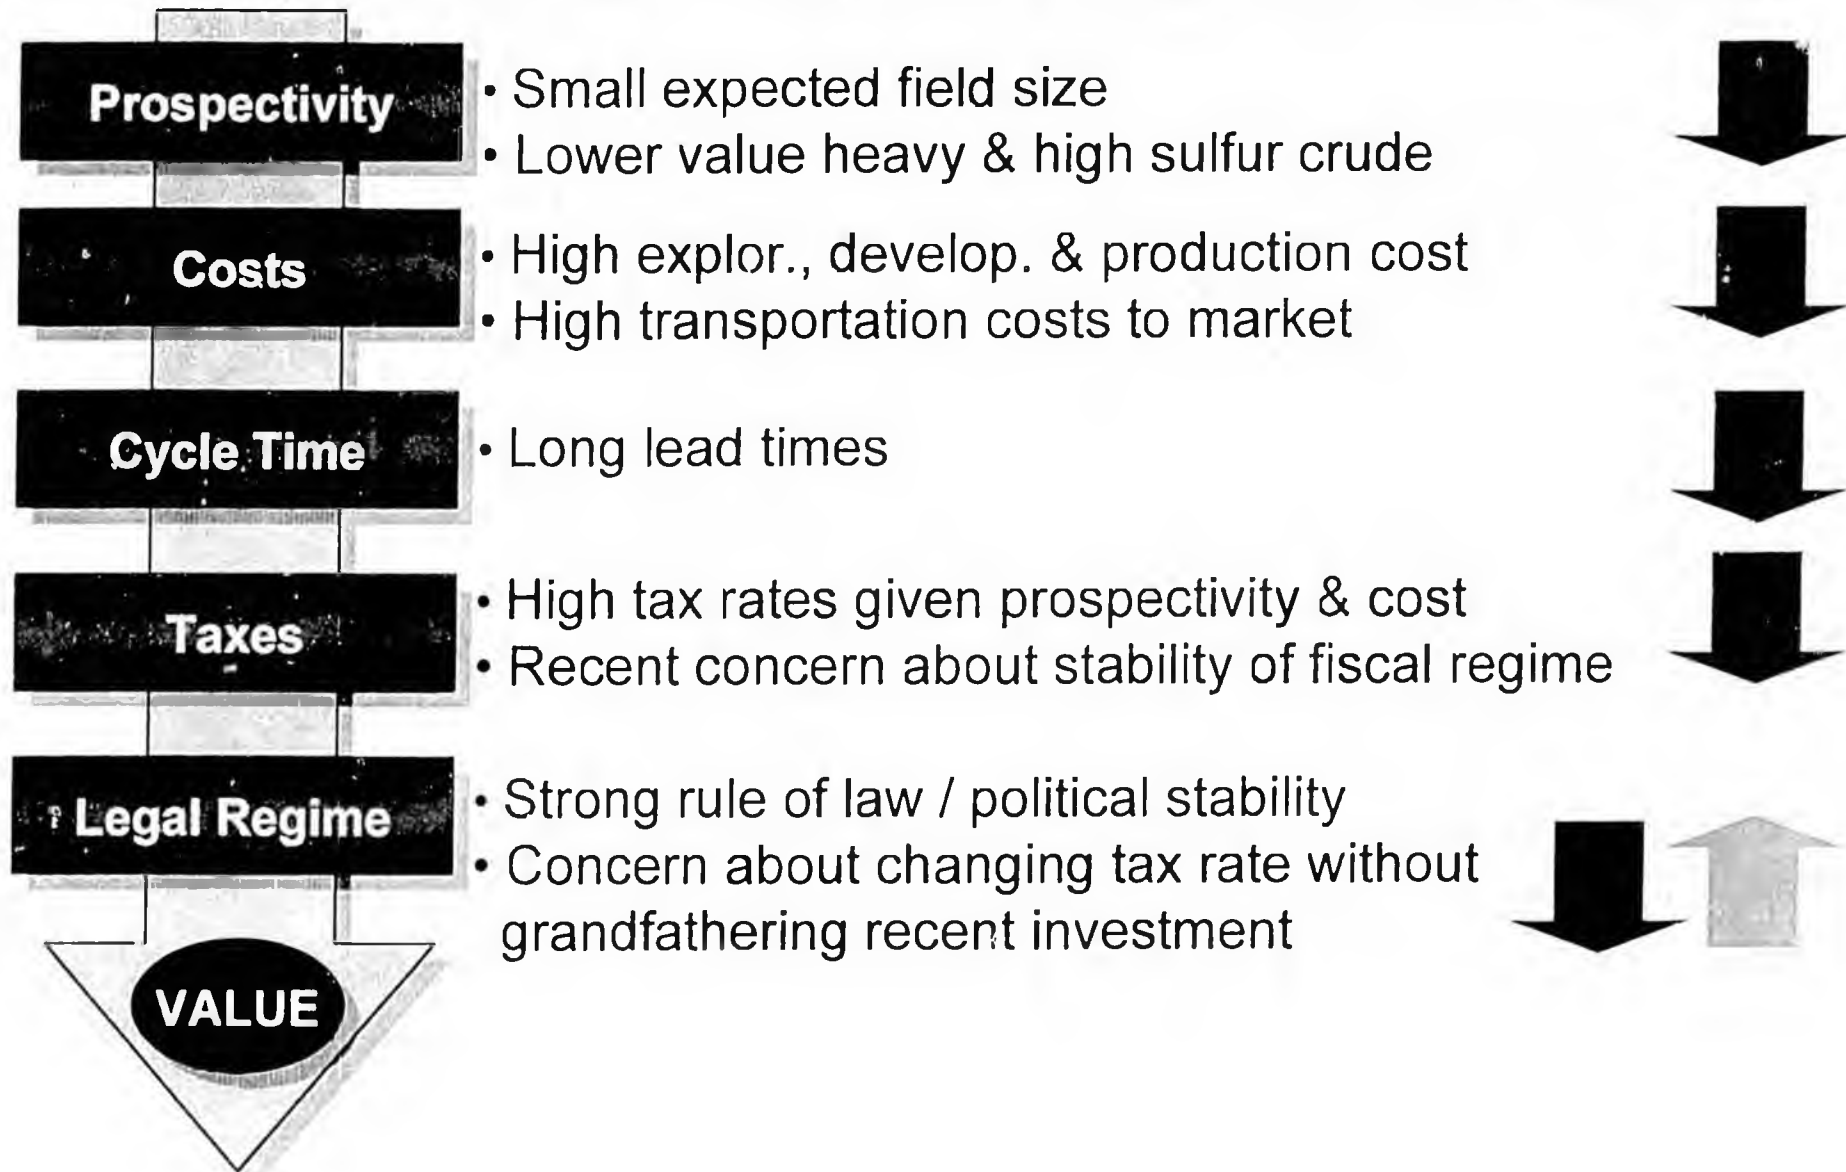 Prospectivity
• Small expected field size
• Lower value heavy & high sulfur crude
Costs
• High explor., develop. & production cost
• High transportation costs to market
Cycle Time
• Long lead times
Taxes
• High tax rates given prospectivity & cost
• Recent concern about stability of fiscal regime
Legal Regime
• Strong rule of law / political stability
• Concern about changing tax rate without
grandfathering recent investment
VALUE